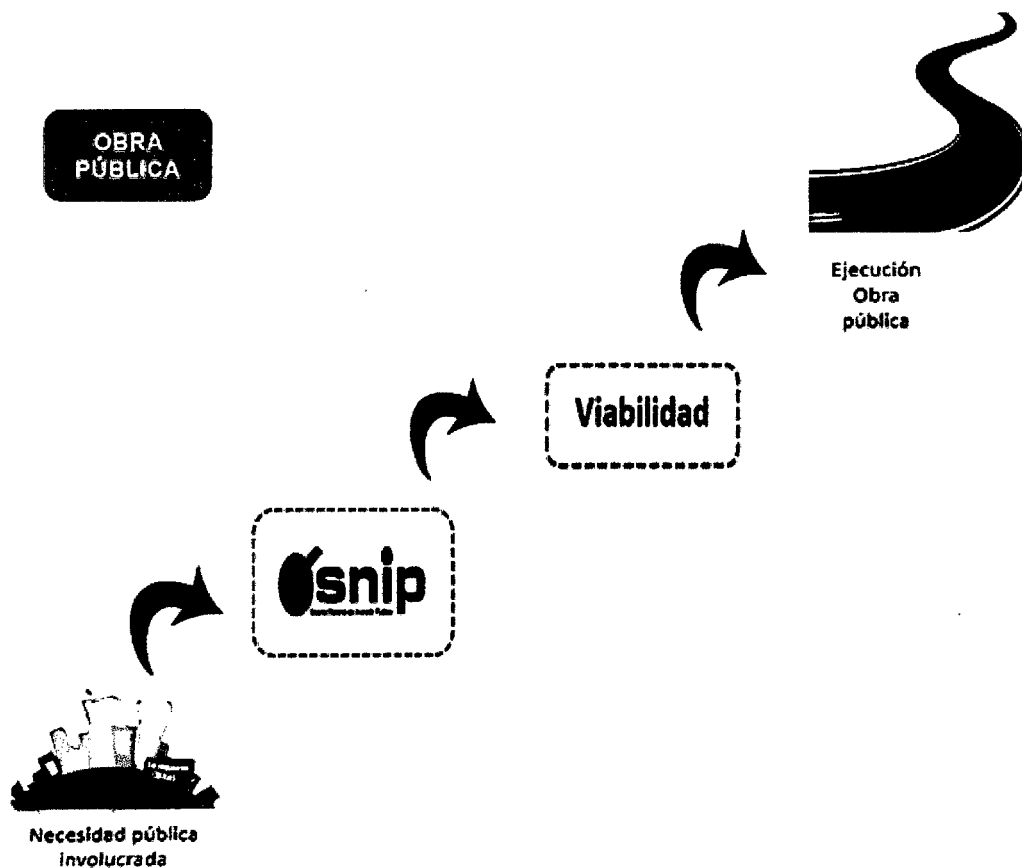 OBRA
PÚBLICA
Ejecución
Obra
pública
Viabilidad
snip
Necesidad pública
involucrada